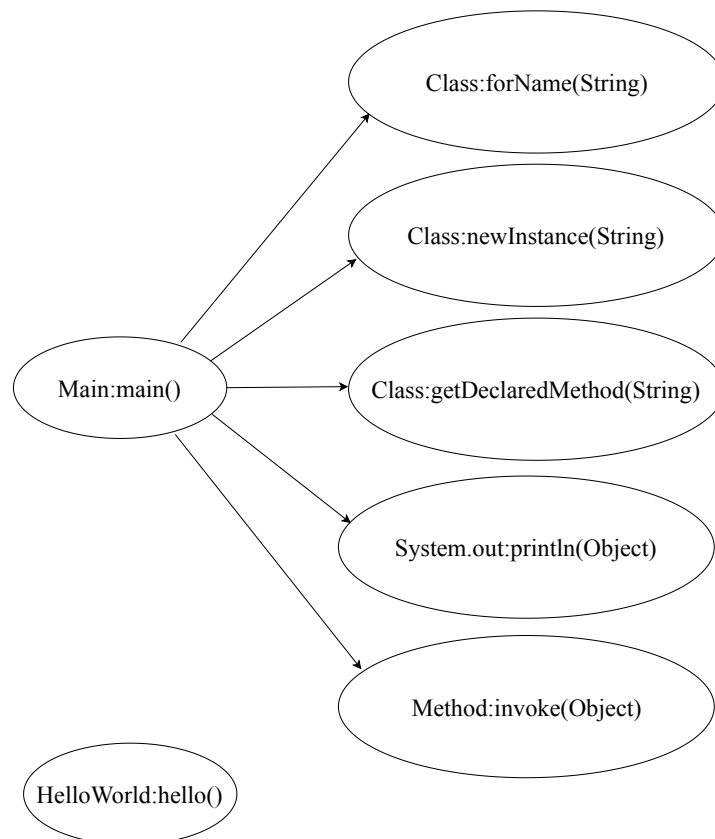 Class:forName(String)
Class:newInstance(String)
Main:main()
Class:getDeclaredMethod(String)
System.out:println(Object)
Method:invoke(Object)
HelloWorld:hello()